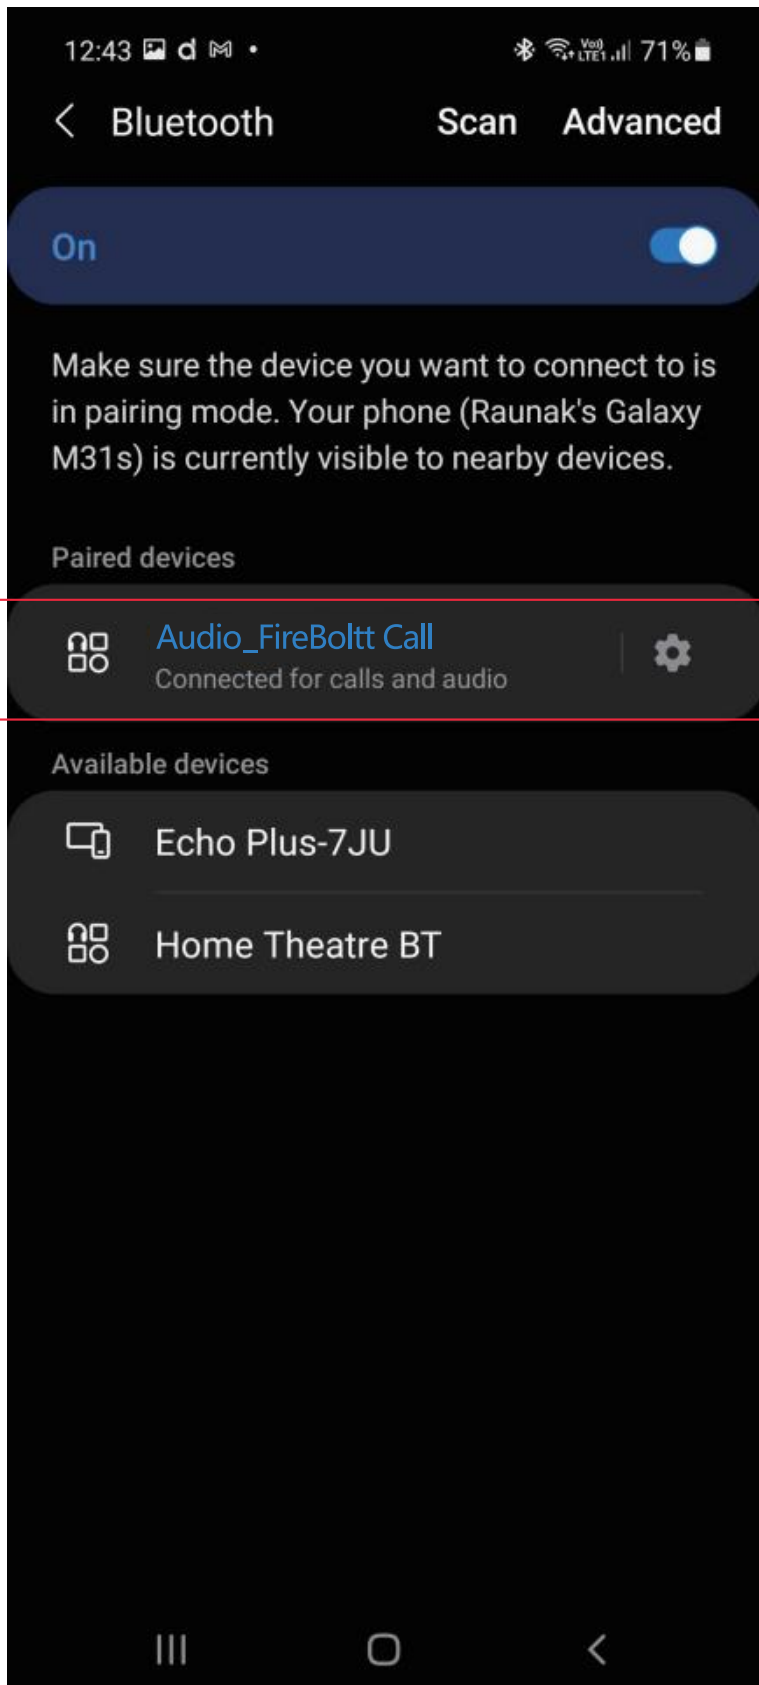 12:43
Vo))
LTE1
71%
Bluetooth
Scan
Advanced
On
Make sure the device you want to connect to is
in pairing mode. Your phone (Raunak's Galaxy
M31s) is currently visible to nearby devices.
Paired devices
Audio_FireBoltt Call
Connected for calls and audio
Available devices
Echo Plus-7JU
Home Theatre BT